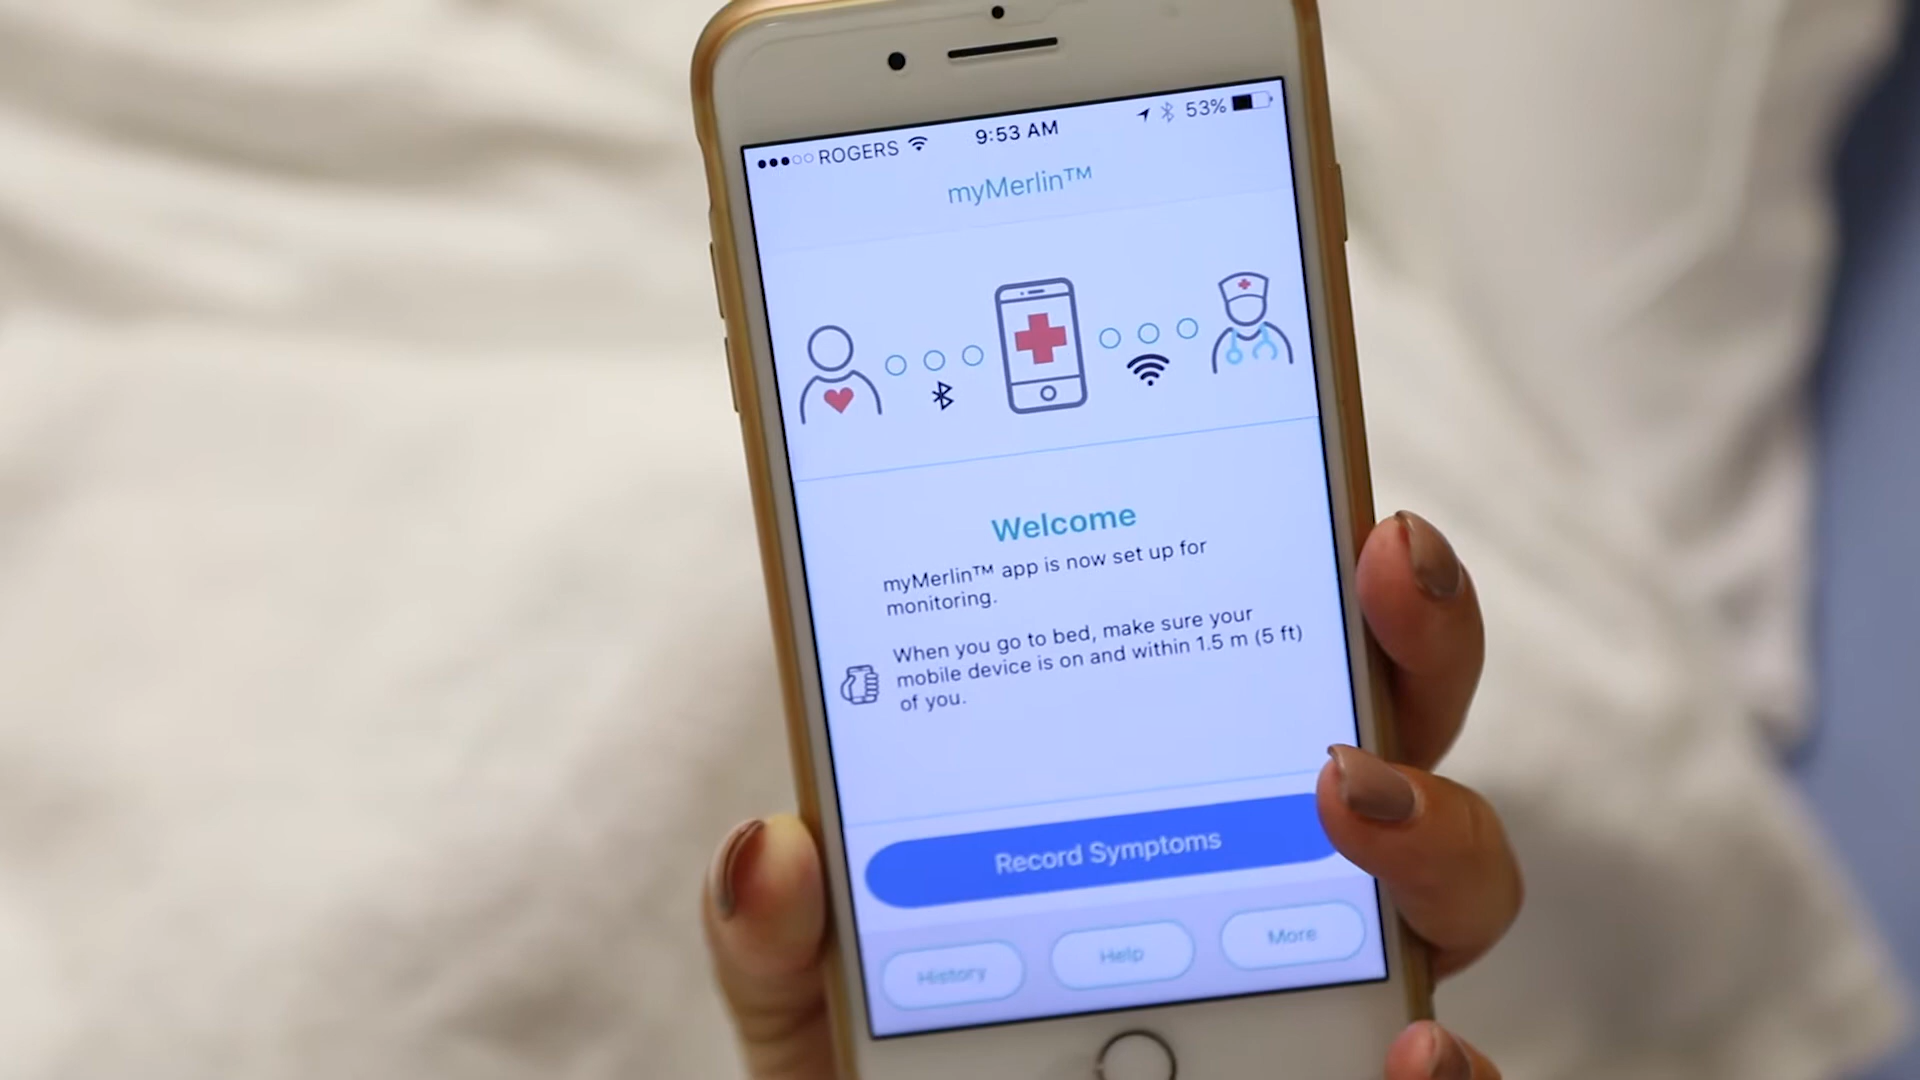 ROGERS 9:53 AM 53%
myMerlin™
Welcome
myMerlin™ app is now set up for
monitoring.
When you go to bed, make sure your
mobile device is on and within 1.5 m (5 ft)
of you.
Record Symptoms
History Help More